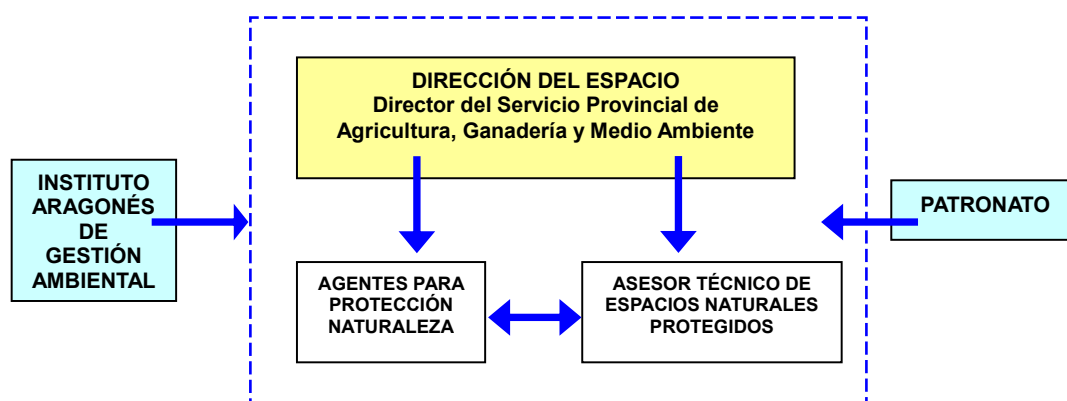 DIRECCIÓN DEL ESPACIO
Director del Servicio Provincial de
Agricultura, Ganadería y Medio Ambiente
INSTITUTO
ARAGONÉS
DE
GESTIÓN
AMBIENTAL
PATRONATO
AGENTES PARA
PROTECCIÓN
NATURALEZA
ASESOR TÉCNICO DE
ESPACIOS NATURALES
PROTEGIDOS